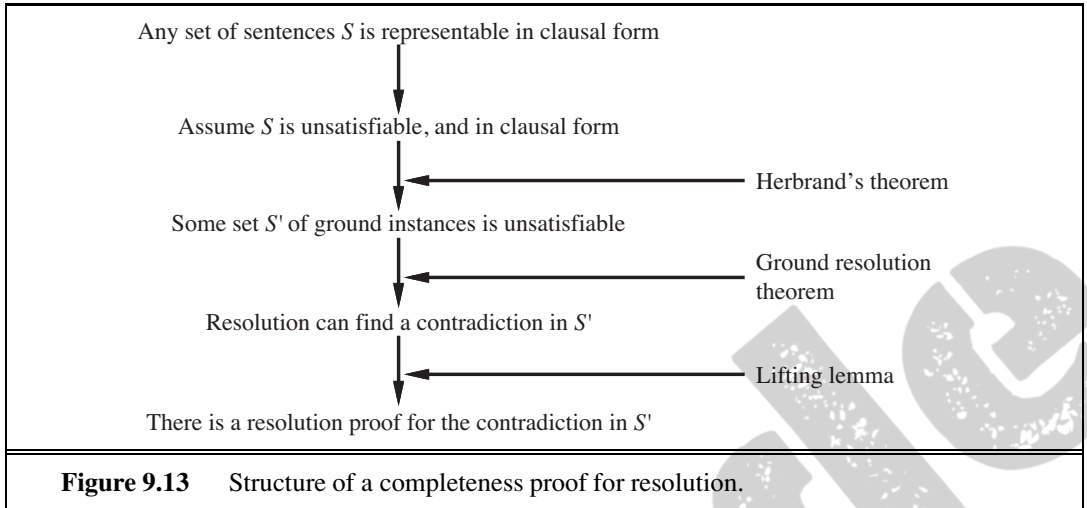 Any set of sentences S is representable in clausal form
Assume S is unsatisfiable, and in clausal form
Herbrand's theorem
Some set S' of ground instances is unsatisfiable
Ground resolution
theorem
Resolution can find a contradiction in S'
Lifting lemma
There is a resolution proof for the contradiction in S'
Figure 9.13 Structure of a completeness proof for resolution.